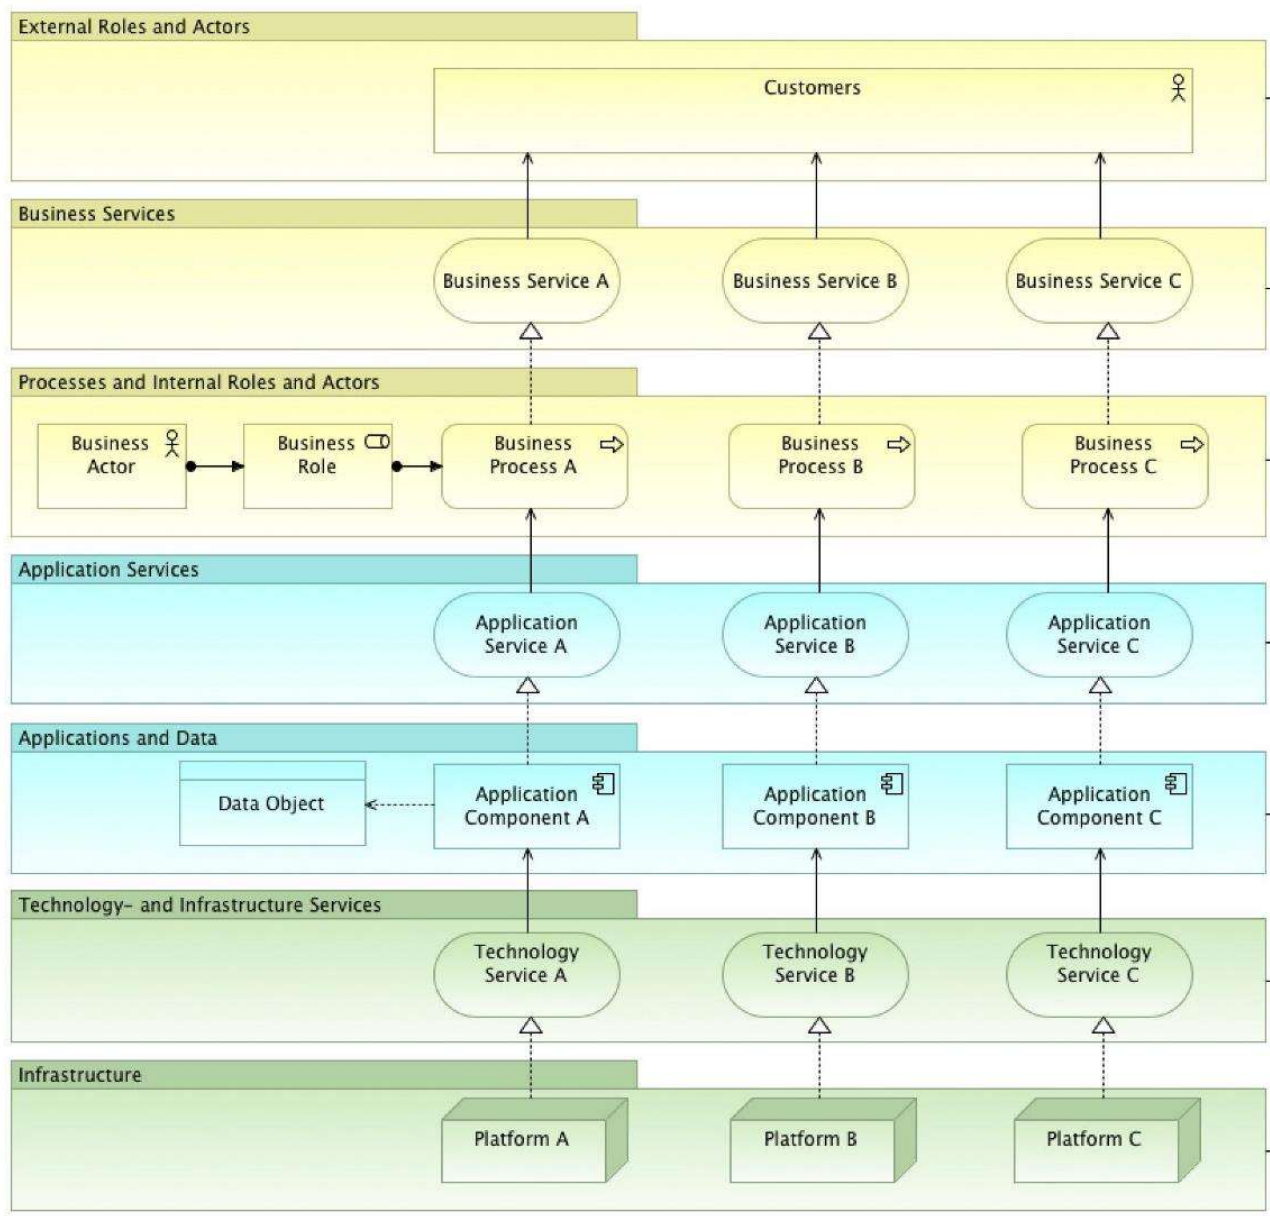 External Roles and Actors
Customers
Business Services
Business Service A
Business Service B
Business Service C
Processes and Internal Roles and Actors
Business
Actor
Business
Role
Business
Process A
Business
Process B
Business
Process C
Application Services
Application
Service A
Application
Service B
Application
Service C
Applications and Data
Data Object
Application
Component A
Application
Component B
Application
Component C
Technology- and Infrastructure Services
Technology
Service A
Technology
Service B
Technology
Service C
Infrastructure
Platform A
Platform B
Platform C